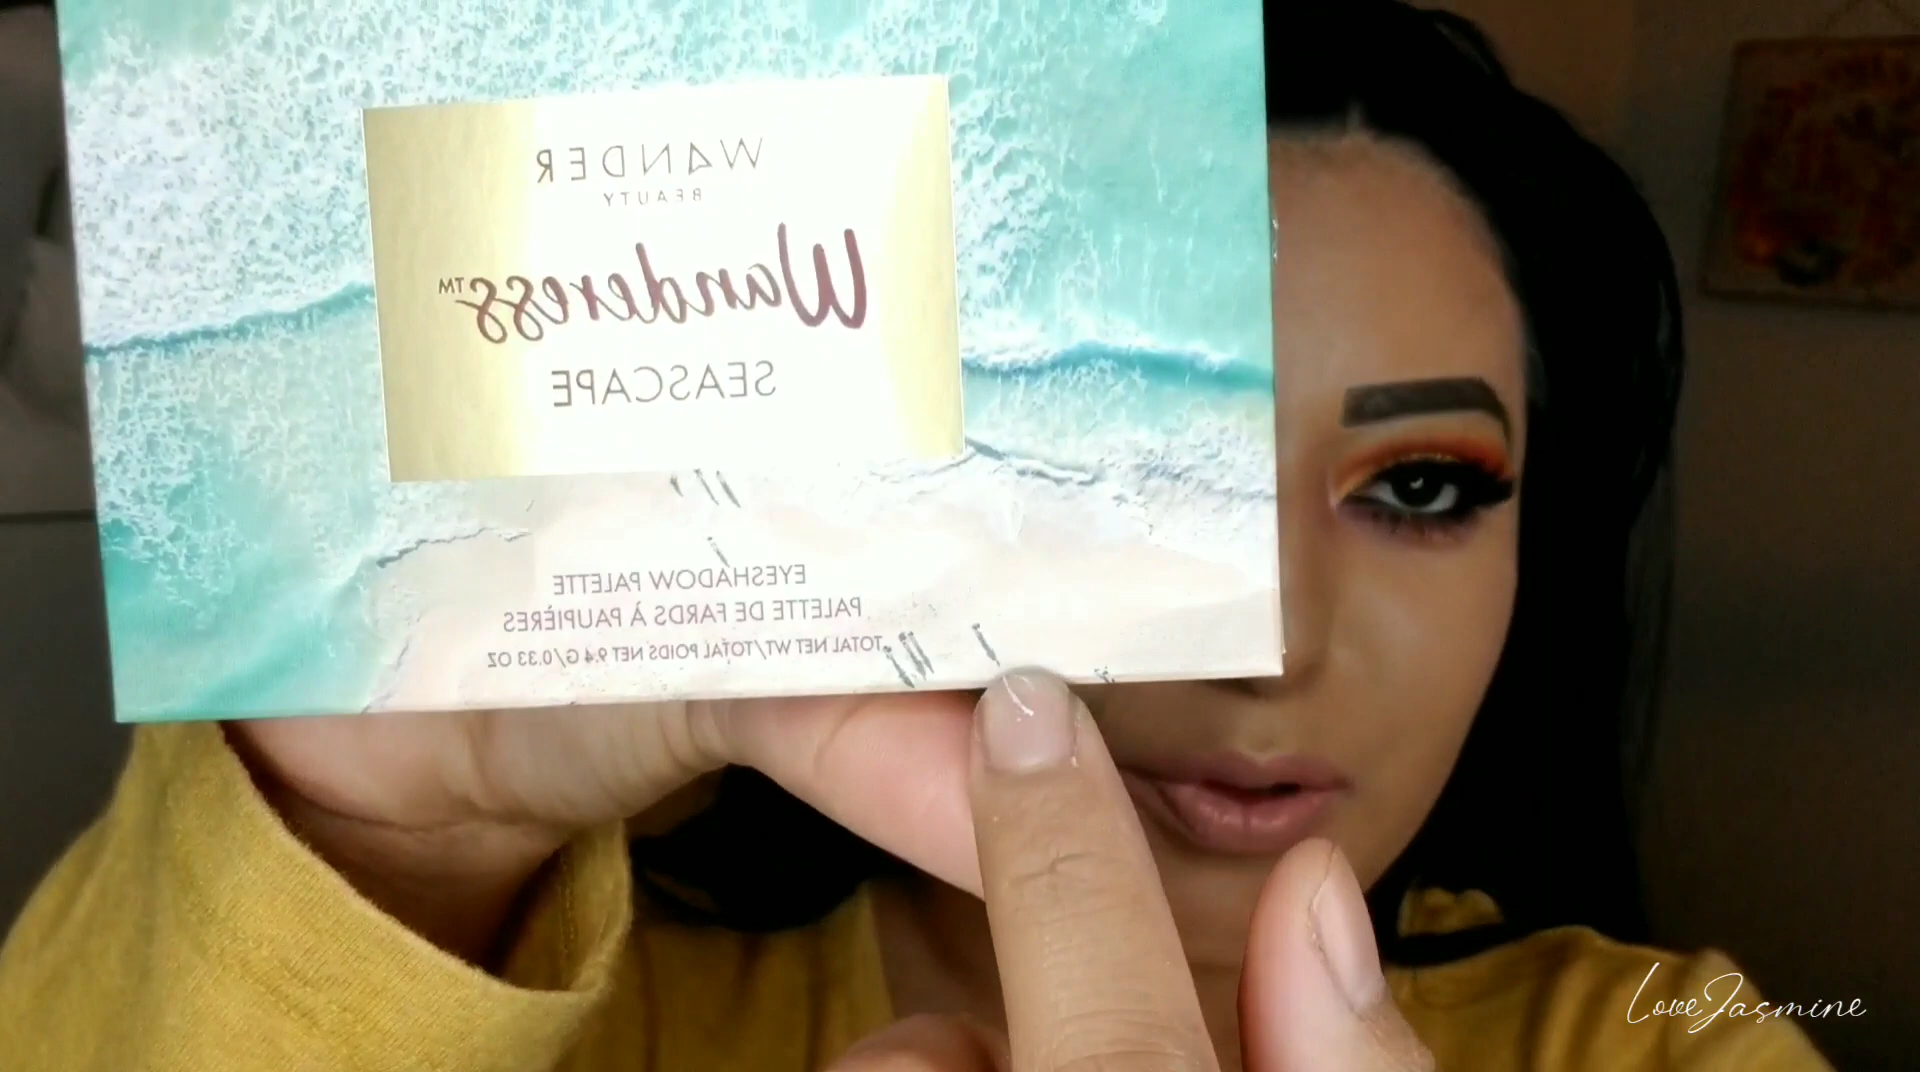 WANDER
BEAUTY
Wanderess™
SEASCAPE
EYESHADOW PALETTE
PALETTE DE FARDS À PAUPIÈRES
TOTAL NET WT/TOTAL POIDS NET 9.4 G/0.33 OZ
LoveJasmine